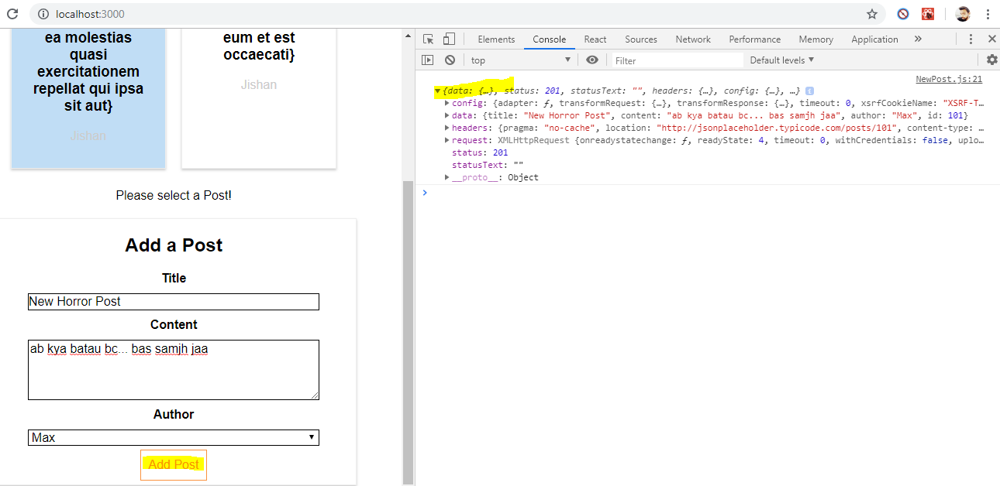 localhost:3000
ea molestias
quasi
exercitationem
repellat qui ipsa
sit aut}
Jishan
eum et est
occaecati}
Jishan
Please select a Post!
Add a Post
Title
New Horror Post
Content
ab kya batau bc... bas samjh jaa
Author
Max
Add Post
Elements Console React Sources Network Performance Memory Application »
top Filter Default levels
NewPost.js:21
{data: {…}, status: 201, statusText: "", headers: {…}, config: {…}, …}
config: {adapter: ƒ, transformRequest: {…}, transformResponse: {…}, timeout: 0, xsrfCookieName: "XSRF-T…
data: {title: "New Horror Post", content: "ab kya batau bc... bas samjh jaa", author: "Max", id: 101}
headers: {pragma: "no-cache", location: "http://jsonplaceholder.typicode.com/posts/101", content-type: …
request: XMLHttpRequest {onreadystatechange: ƒ, readyState: 4, timeout: 0, withCredentials: false, uplo…
status: 201
statusText: ""
__proto__: Object